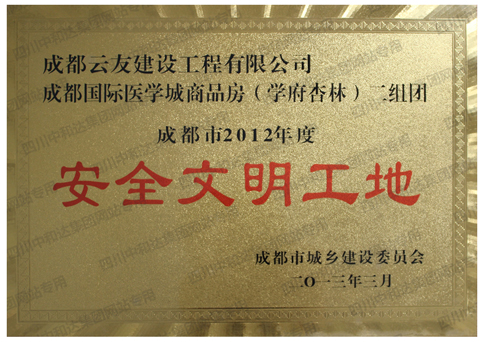 成都云友建设工程有限公司
成都国际医学城商品房（学府杏林）二组团
成都市2012年度
安全文明工地
成都市城乡建设委员会
二〇一三年三月